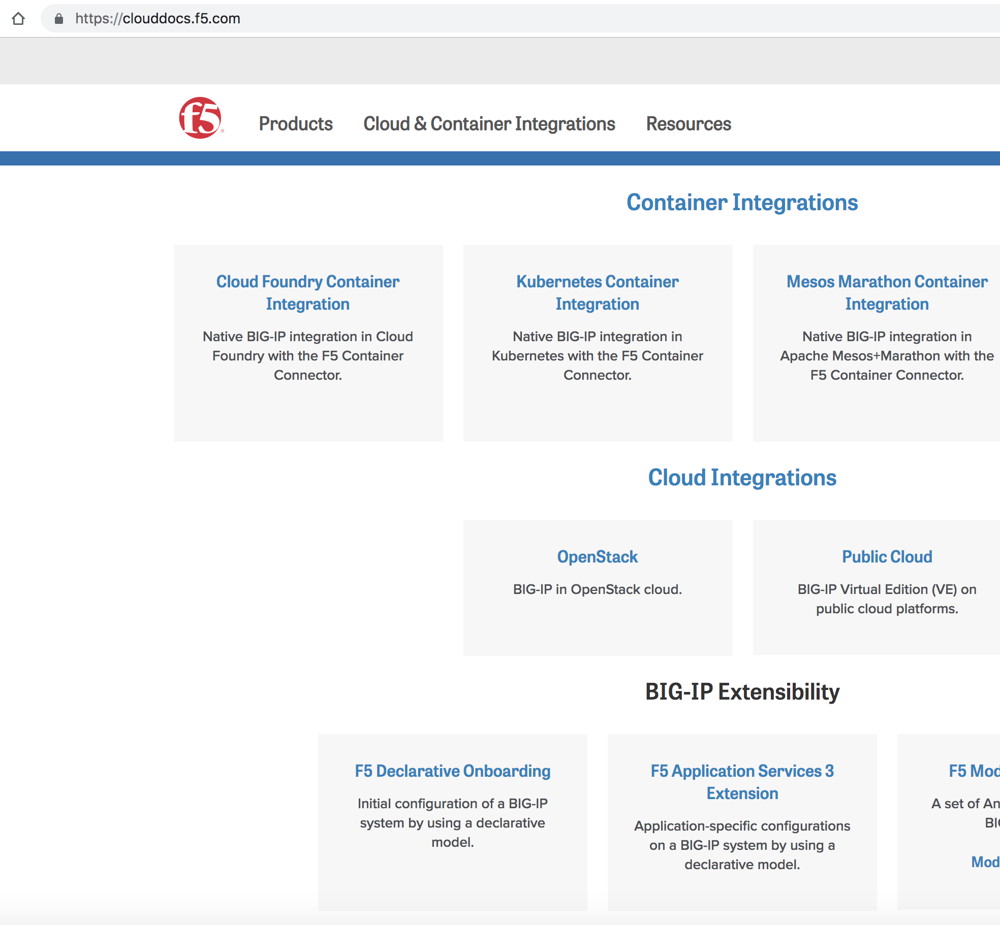 https://clouddocs.f5.com
f5
Products Cloud & Container Integrations Resources
Container Integrations
Cloud Foundry Container
Integration
Native BIG-IP integration in Cloud
Foundry with the F5 Container
Connector.
Kubernetes Container
Integration
Native BIG-IP integration in
Kubernetes with the F5 Container
Connector.
Mesos Marathon Container
Integration
Native BIG-IP integration in
Apache Mesos+Marathon with the
F5 Container Connector.
Cloud Integrations
OpenStack
BIG-IP in OpenStack cloud.
Public Cloud
BIG-IP Virtual Edition (VE) on
public cloud platforms.
BIG-IP Extensibility
F5 Declarative Onboarding
Initial configuration of a BIG-IP
system by using a declarative
model.
F5 Application Services 3
Extension
Application-specific configurations
on a BIG-IP system by using a
declarative model.
F5 Mod
A set of An
Mod